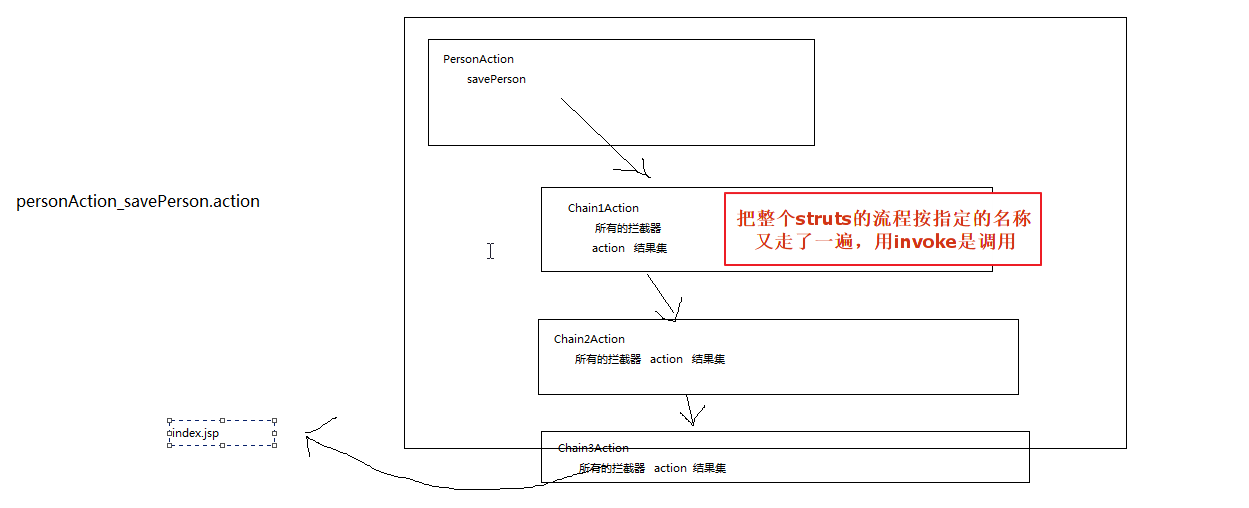 PersonAction
savePerson
personAction_savePerson.action
Chain1Action
所有的拦截器
action 结果集
把整个struts的流程按指定的名称
又走了一遍，用invoke是调用
Chain2Action
所有的拦截器 action 结果集
index.jsp
Chain3Action
所有的拦截器 action 结果集